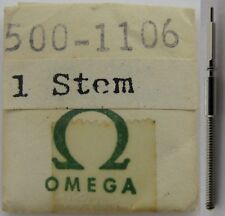 500-1106
1 Stem
Ω
OMEGA